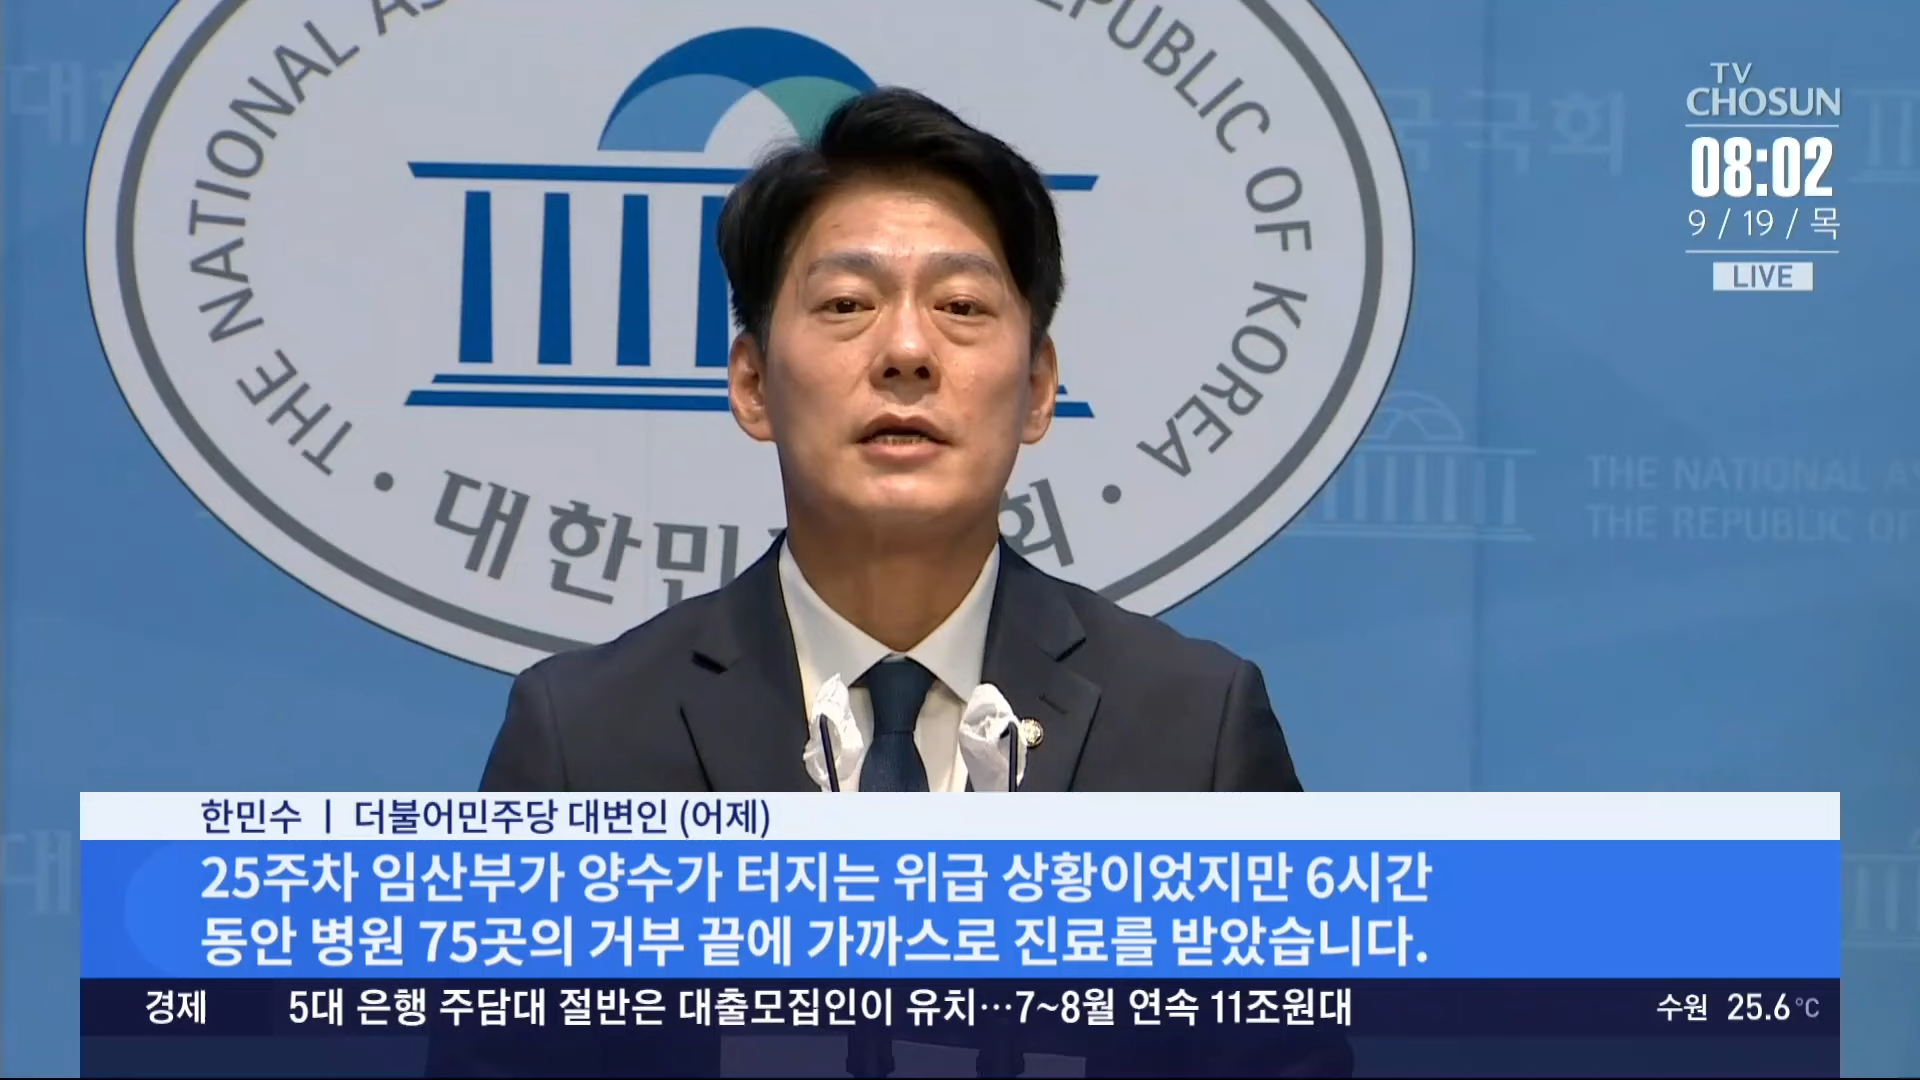 THE NATIONAL AS
REPUBLIC OF KOREA
대한민
회
국국회
THE NATIONAL AS
THE REPUBLIC OF
TV
CHOSUN
08:02
9 / 19 / 목
LIVE
한민수 ㅣ 더불어민주당 대변인 (어제)
25주차 임산부가 양수가 터지는 위급 상황이었지만 6시간
동안 병원 75곳의 거부 끝에 가까스로 진료를 받았습니다.
경제 5대 은행 주담대 절반은 대출모집인이 유치…7~8월 연속 11조원대
수원 25.6°C